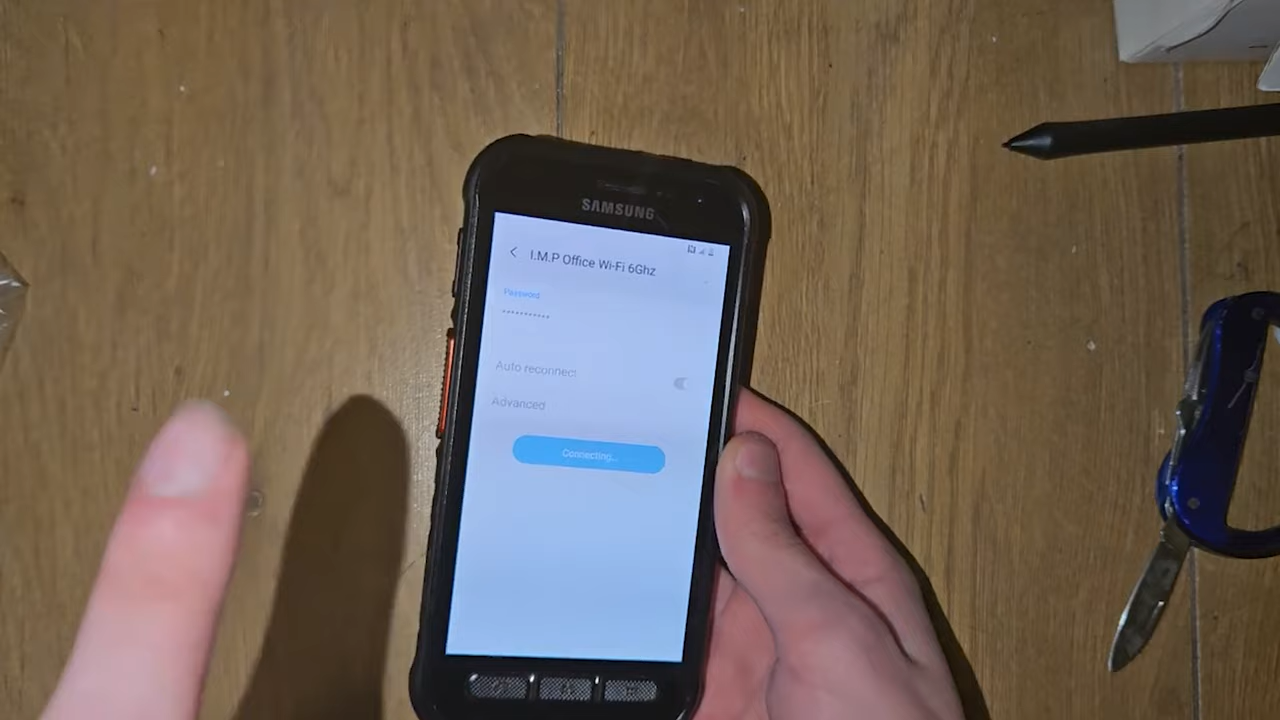 SAMSUNG
I.M.P Office Wi-Fi 6Ghz
Password
•••••••••••
Auto reconnect
Advanced
Connecting...